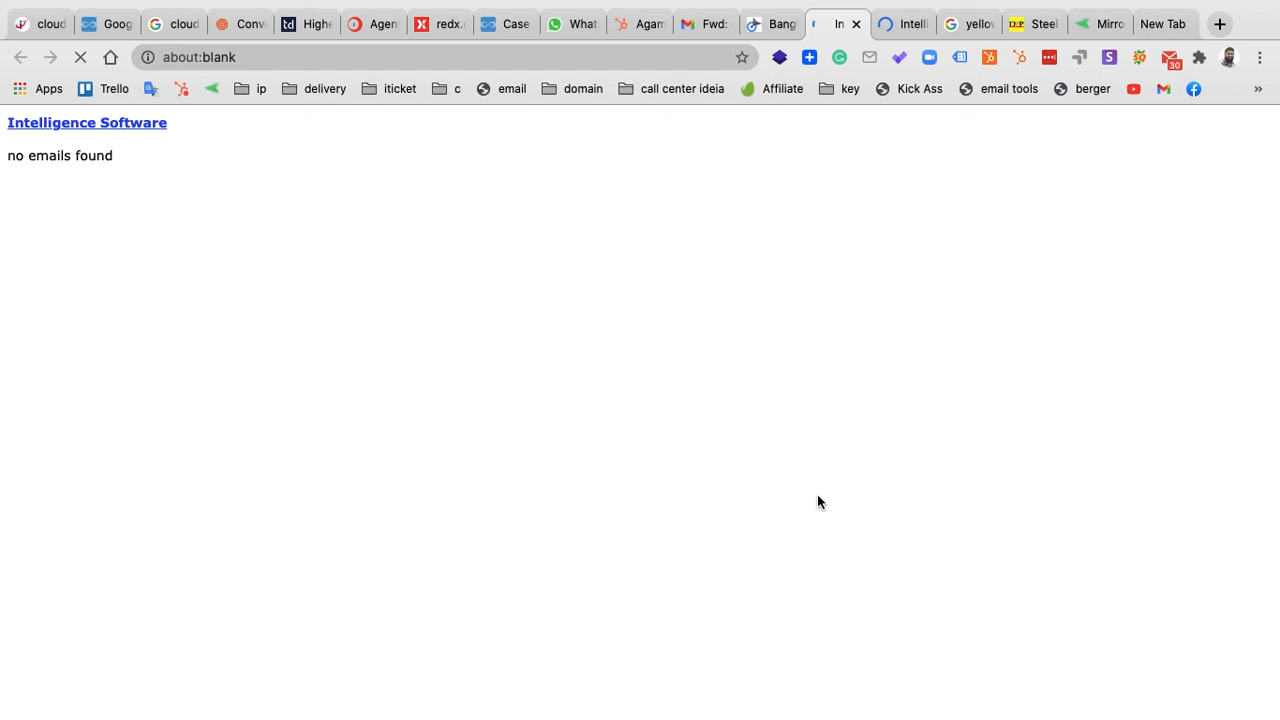 cloud Goog cloud Conv Highe Agen redx. Case What Agam Fwd: Bang In Intelli yello Steel Mirro New Tab
about:blank 30
Apps Trello ip delivery iticket c email domain call center ideia Affiliate key Kick Ass email tools berger »
Intelligence Software
no emails found